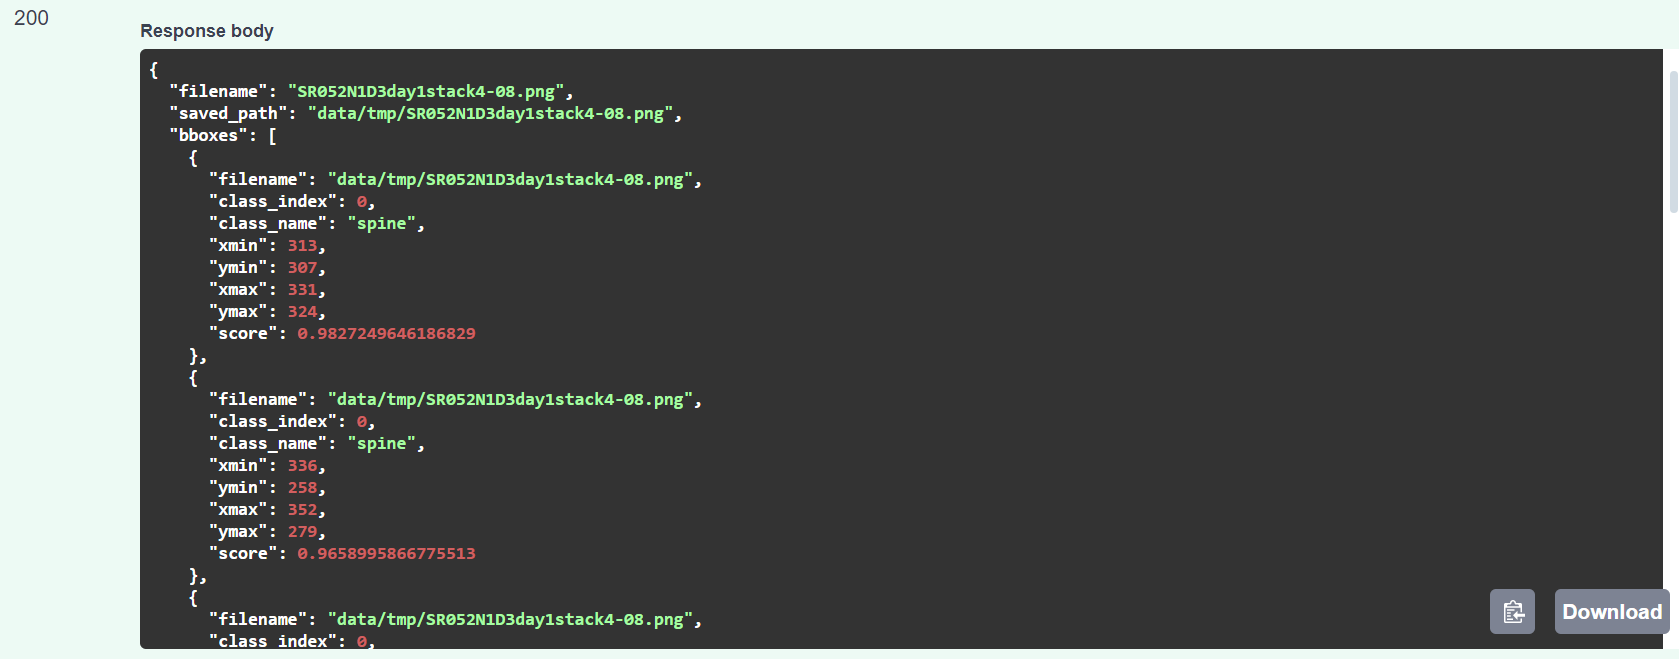 200
Response body
{
  "filename": "SR052N1D3day1stack4-08.png",
  "saved_path": "data/tmp/SR052N1D3day1stack4-08.png",
  "bboxes": [
    {
      "filename": "data/tmp/SR052N1D3day1stack4-08.png",
      "class_index": 0,
      "class_name": "spine",
      "xmin": 313,
      "ymin": 307,
      "xmax": 331,
      "ymax": 324,
      "score": 0.9827249646186829
    },
    {
      "filename": "data/tmp/SR052N1D3day1stack4-08.png",
      "class_index": 0,
      "class_name": "spine",
      "xmin": 336,
      "ymin": 258,
      "xmax": 352,
      "ymax": 279,
      "score": 0.9658995866775513
    },
    {
      "filename": "data/tmp/SR052N1D3day1stack4-08.png",
      "class_index": 0,
Download